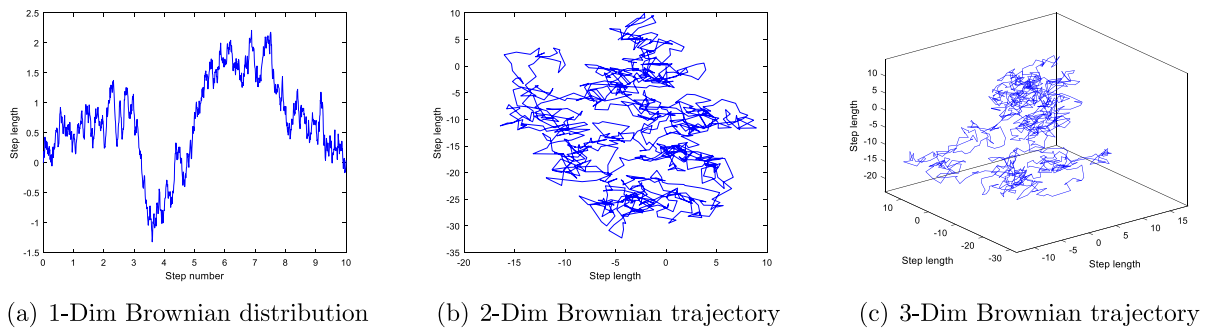 2.5
2
1.5
1
0.5
0
-0.5
-1
-1.5
Step length
0 1 2 3 4 5 6 7 8 9 10
Step number
(a) 1-Dim Brownian distribution
10
5
0
-5
-10
-15
-20
-25
-30
-35
Step length
-20 -15 -10 -5 0 5 10
Step length
(b) 2-Dim Brownian trajectory
10
5
0
-5
-10
-15
-20
Step length
10 0 -10 -20 -30
Step length
-10 -5 0 5 10 15
Step length
(c) 3-Dim Brownian trajectory